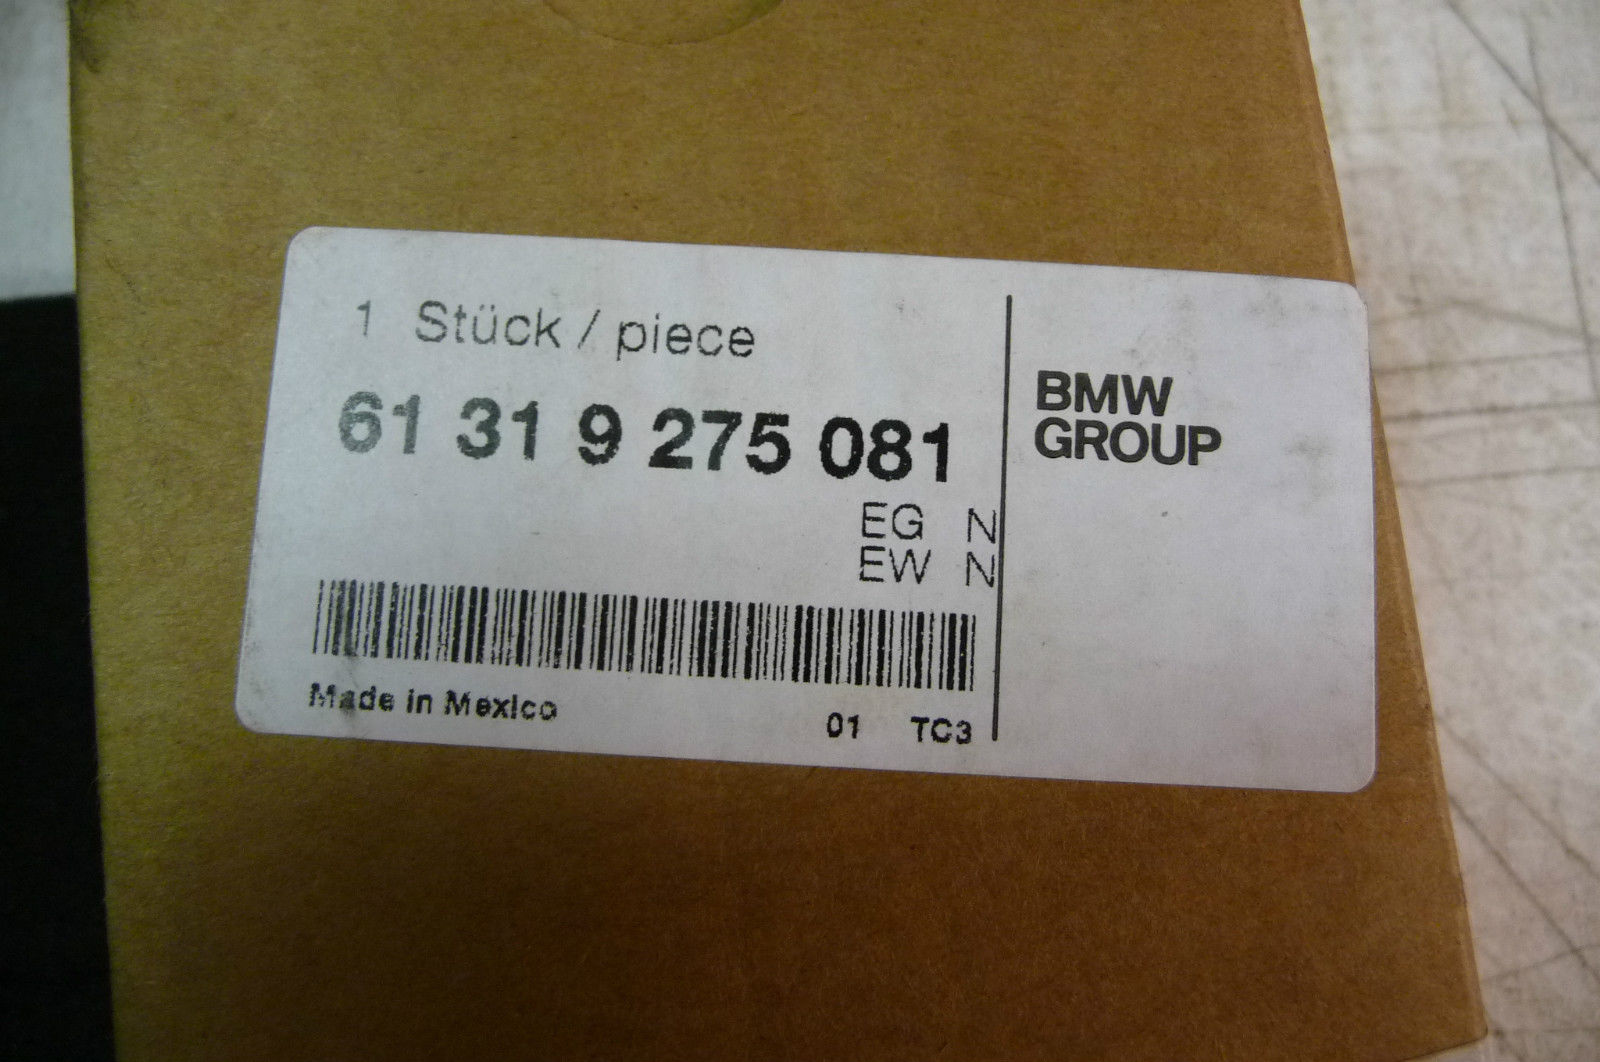 1 Stück / piece
61 31 9 275 081
EG N
EW N
Made in Mexico
01 TC3
BMW
GROUP